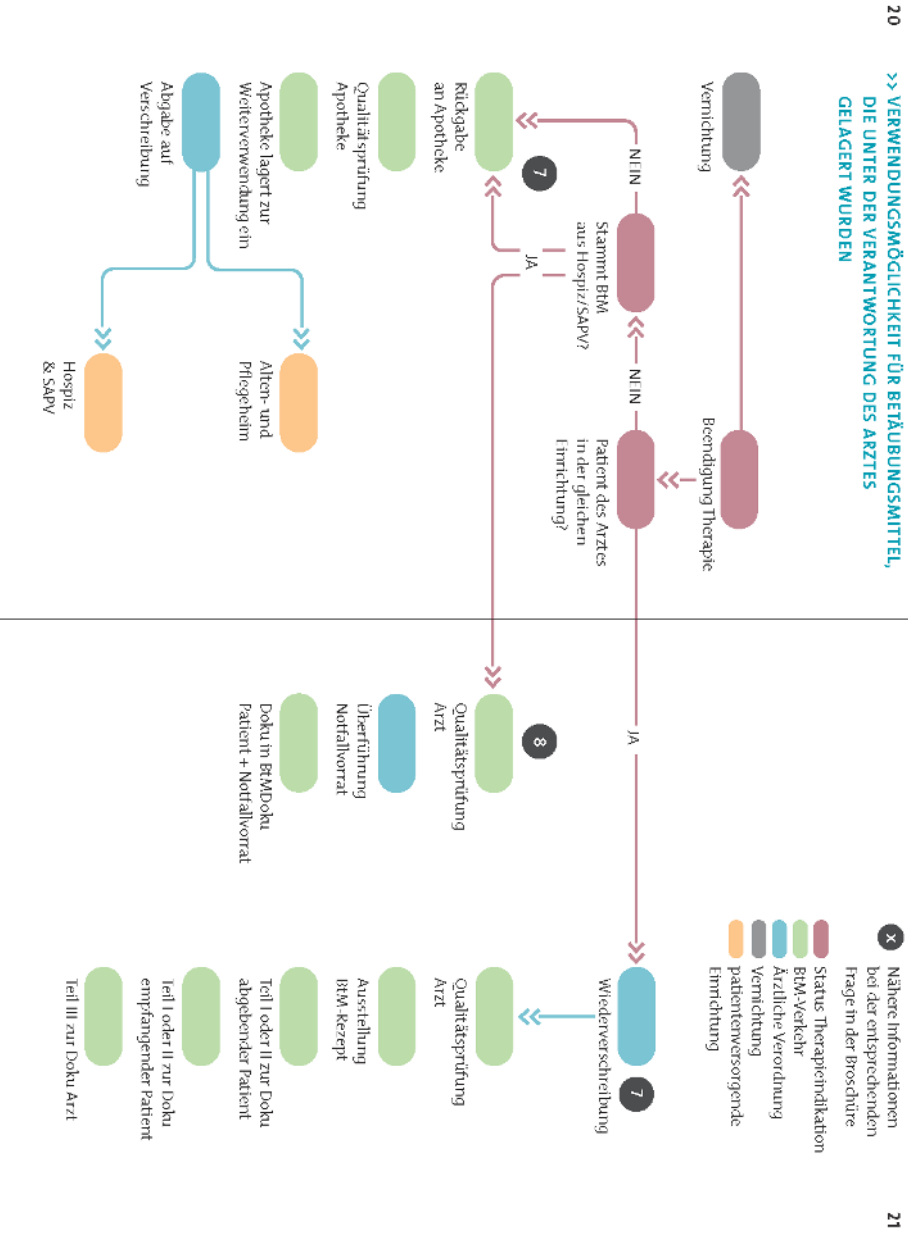 20
>> VERWENDUNGSMÖGLICHKEIT FÜR BETÄUBUNGSMITTEL,
DIE UNTER DER VERANTWORTUNG DES ARZTES
GELAGERT WURDEN
Vernichtung
Beendigung Therapie
NEIN
Stammt BtM
aus Hospiz/SAPV?
NEIN
Patient des Arztes
in der gleichen
Einrichtung?
JA
7
JA
Rückgabe
an Apotheke
Qualitätsprüfung
Apotheke
Apotheke lagert zur
Weiterverwendung ein
Abgabe auf
Verschreibung
Alten- und
Pflegeheim
Hospiz
& SAPV
8
Qualitätsprüfung
Arzt
Überführung
Notfallvorrat
Doku in BtMDoku
Patient + Notfallvorrat
x
Nähere Informationen
bei der entsprechenden
Frage in der Broschüre
Status Therapieindikation
BtM-Verkehr
Ärztliche Verordnung
Vernichtung
patientenversorgende
Einrichtung
Wiederverschreibung
7
Qualitätsprüfung
Arzt
Ausstellung
BtM-Rezept
Teil I oder II zur Doku
abgebender Patient
Teil I oder II zur Doku
empfangender Patient
Teil III zur Doku Arzt
21